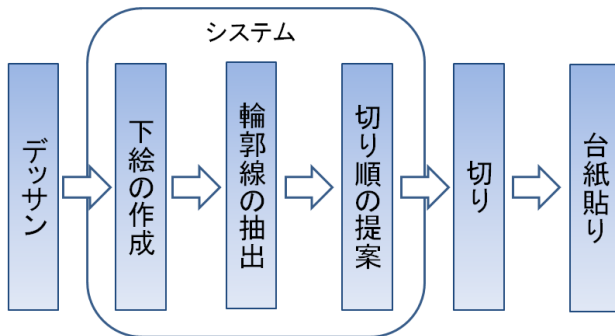 システム
デッサン
下絵の作成
輪郭線の抽出
切り順の提案
切り
台紙貼り